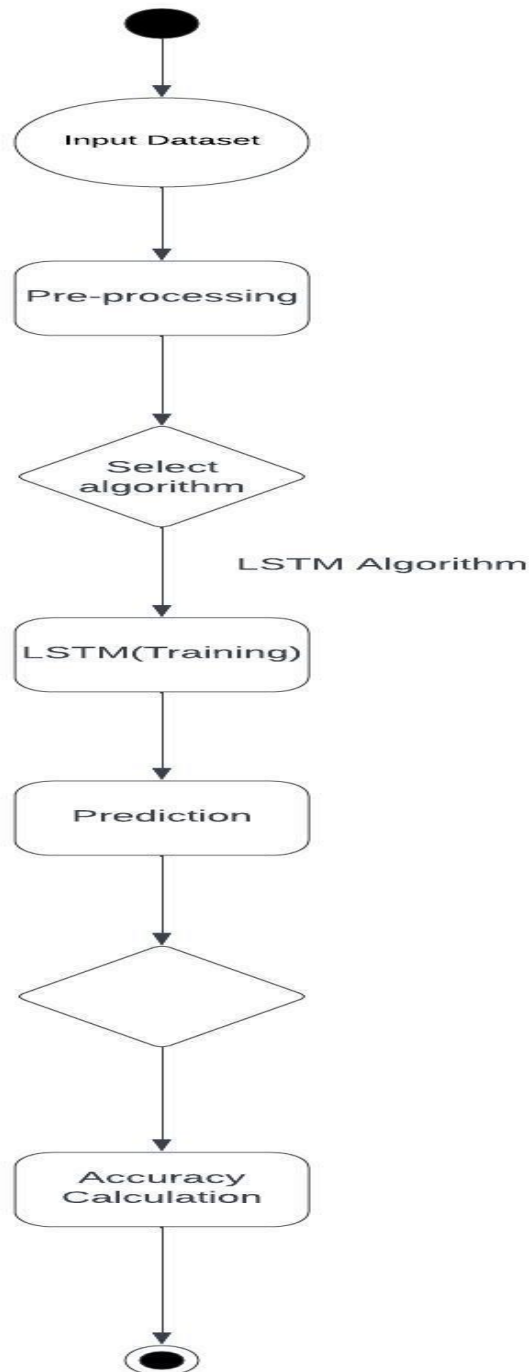 Input Dataset
Pre-processing
Select
algorithm
LSTM Algorithm
LSTM(Training)
Prediction
Accuracy
Calculation